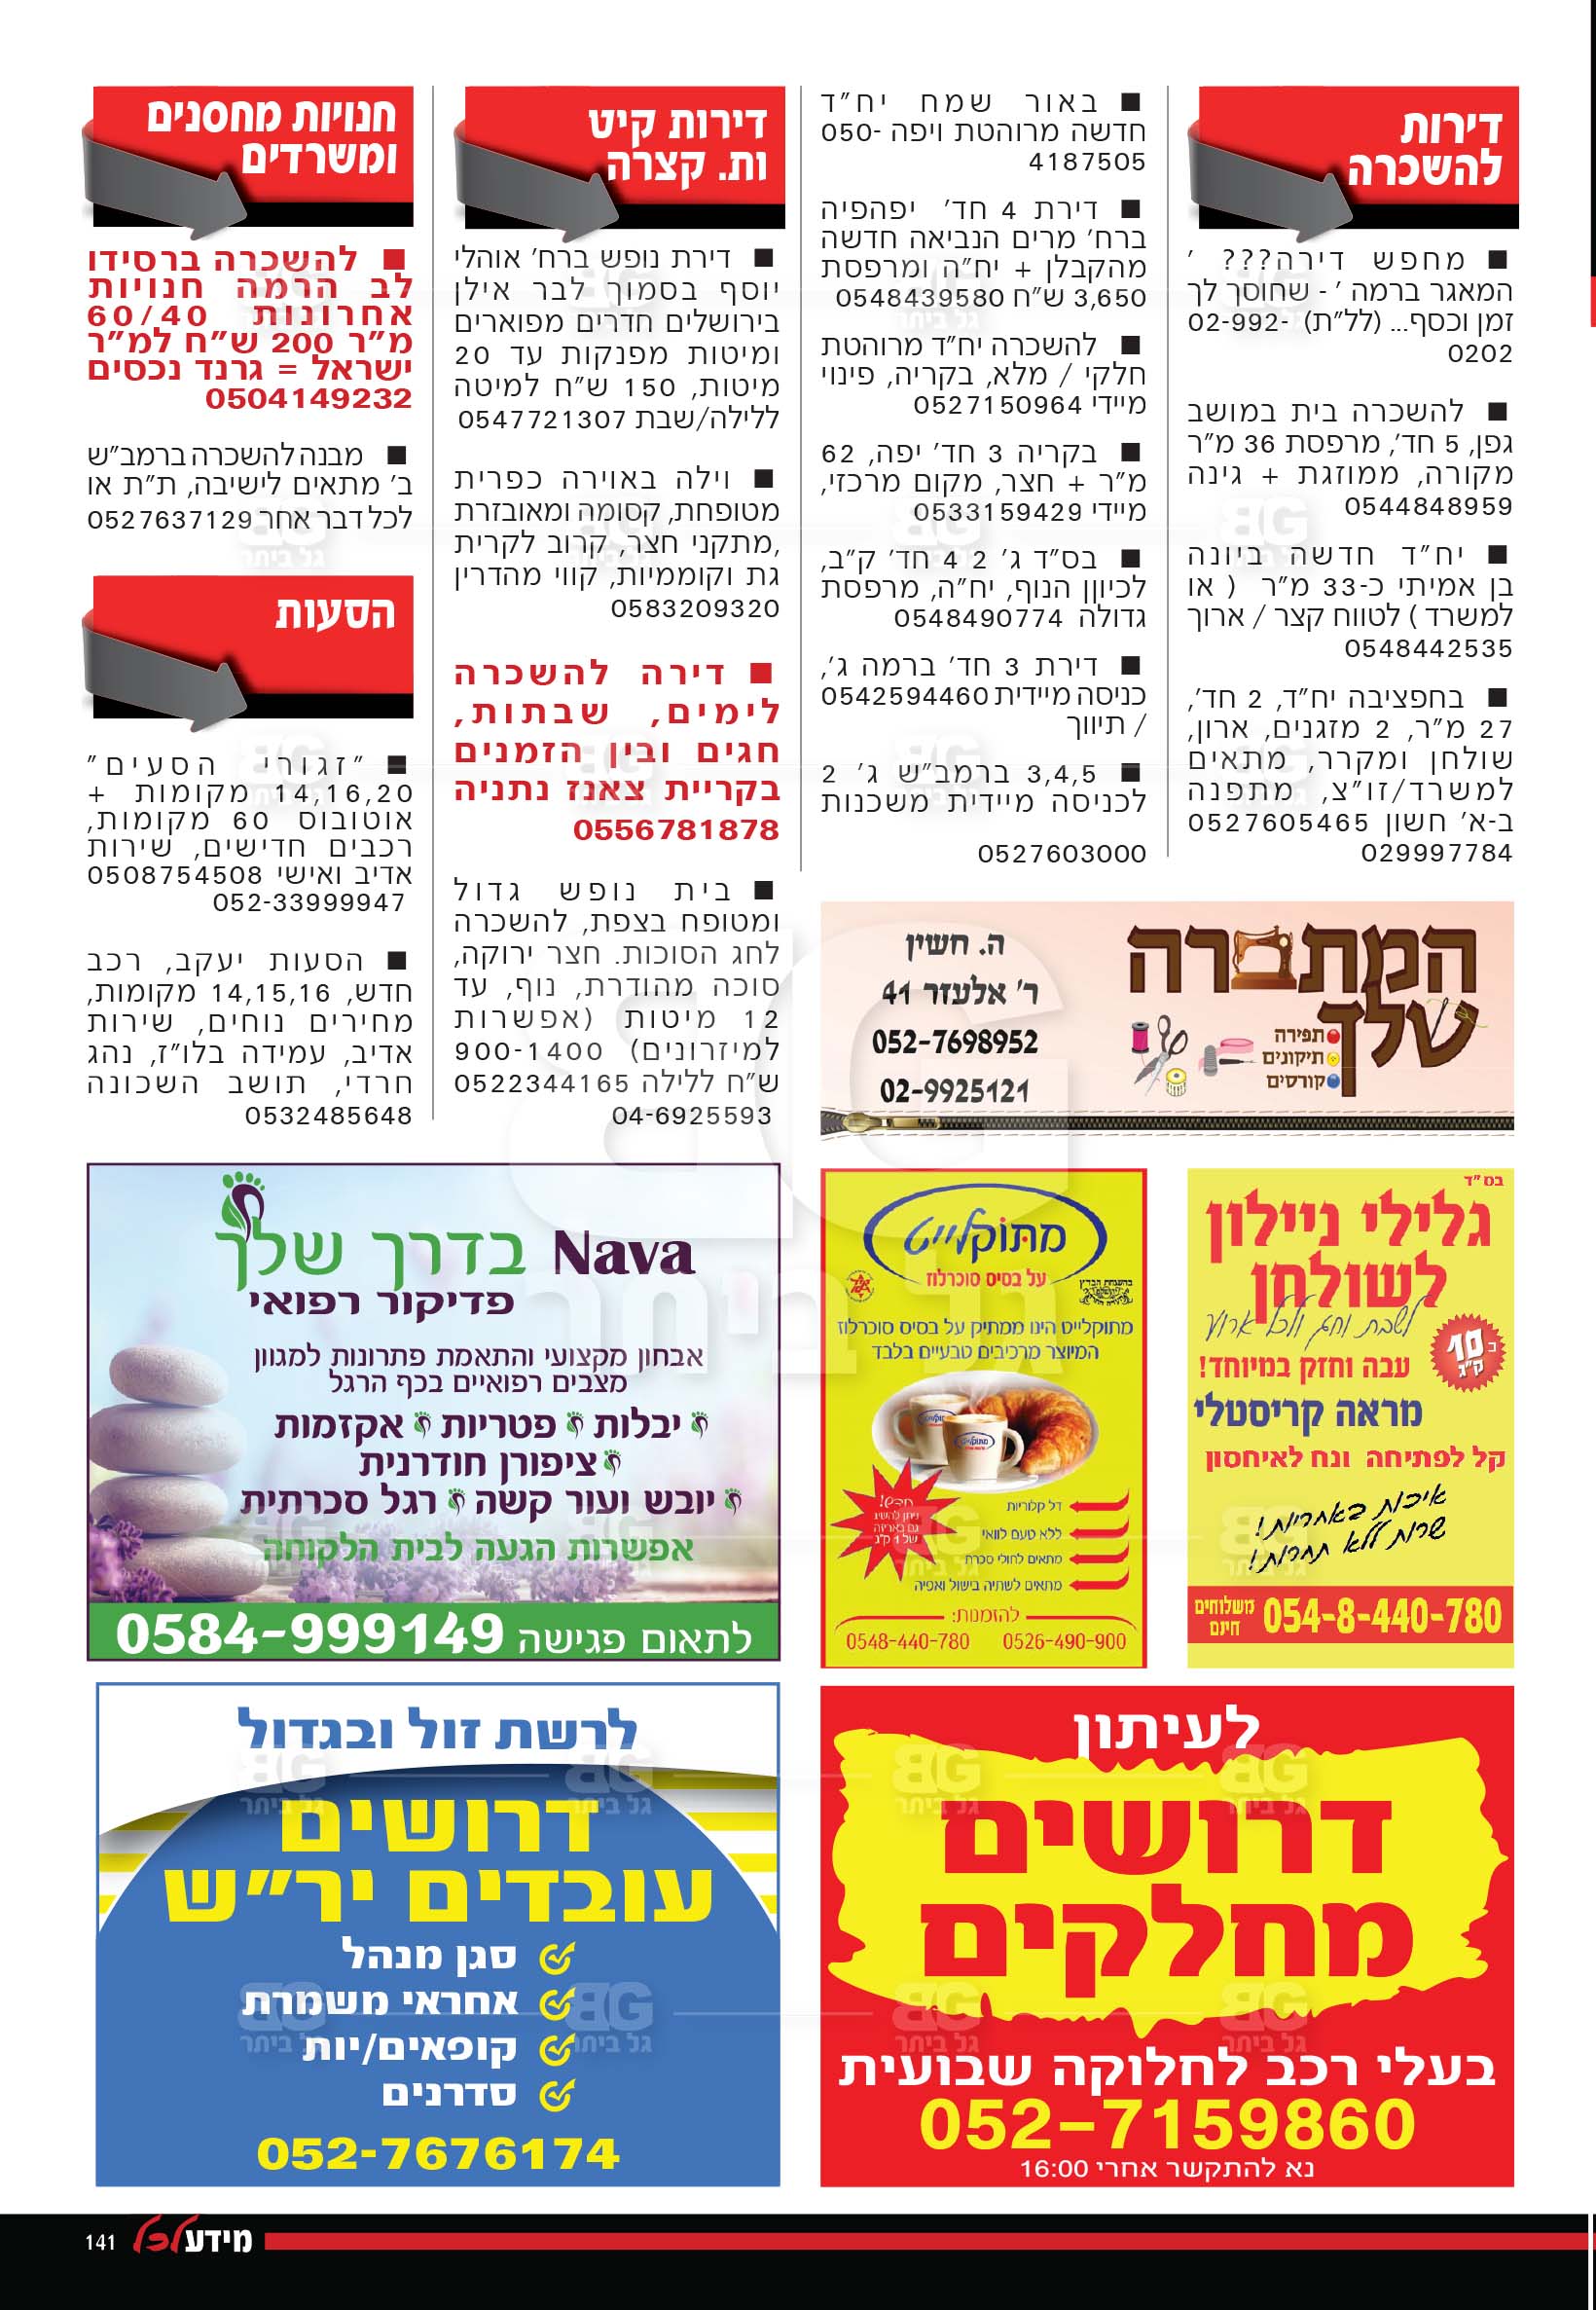 דירות
להשכרה
■ מחפש דירה??? '
המאגר ברמה ' - שחוסך לך
זמן וכסף... (לל"ת) 02-992-
0202
■ להשכרה בית במושב
גפן, 5 חד', מרפסת 36 מ"ר
מקורה, ממוזגת + גינה
0544848959
■ יח"ד חדשה ביונה
בן אמיתי כ-33 מ"ר ( או
למשרד ) לטווח קצר / ארוך
0548442535
■ בחפציבה יח"ד, 2 חד',
27 מ"ר, 2 מזגנים, ארון,
שולחן ומקרר, מתאים
למשרד/זו"צ, מתפנה
ב-א' חשון 0527605465
029997784
■ באור שמח יח"ד
חדשה מרוהטת ויפה 050-
4187505
■ דירת 4 חד' יפהפיה
ברח' מרים הנביאה חדשה
מהקבלן + יח"ה ומרפסת
3,650 ש"ח 0548439580
■ להשכרה יח"ד מרוהטת
חלקי / מלא, בקריה, פינוי
מיידי 0527150964
■ בקריה 3 חד' יפה, 62
מ"ר + חצר, מקום מרכזי,
מיידי 0533159429
■ בס"ד ג' 2 4 חד' ק"ב,
לכיוןן הנוף, יח"ה, מרפסת
גדולה 0548490774
■ דירת 3 חד' ברמה ג',
כניסה מיידית 0542594460
/ תיווך
■ 3,4,5 ברמב"ש ג' 2
לכניסה מיידית משכנות
0527603000
דירות קיט
ות. קצרה
■ דירת נופש ברח' אוהלי
יוסף בסמוך לבר אילן
בירושלים חדרים מפוארים
ומיטות מפנקות עד 20
מיטות, 150 ש"ח למיטה
ללילה/שבת 0547721307
■ וילה באוירה כפרית
מטופחת, קסומה ומאובזרת
,מתקני חצר, קרוב לקרית
גת וקוממיות, קווי מהדרין
0583209320
■ דירה להשכרה
לימים, שבתות,
חגים ובין הזמנים
בקריית צאנז נתניה
0556781878
■ בית נופש גדול
ומטופח בצפת, להשכרה
לחג הסוכות. חצר ירוקה,
סוכה מהודרת, נוף, עד
12 מיטות (אפשרות
למיזרונים) 900-1400
ש"ח ללילה 0522344165
04-6925593
חנויות מחסנים
ומשרדים
■ להשכרה ברסידו
לב הרמה חנויות
אחרונות 60/40
מ"ר 200 ש"ח למ"ר
ישראל = גרנד נכסים
0504149232
■ מבנה להשכרה ברמב"ש
ב' מתאים לישיבה, ת"ת או
לכל דבר אחר 0527637129
הסעות
■ "זגורי הסעים"
14,16,20 מקומות +
אוטובוס 60 מקומות,
רכבים חדישים, שירות
אדיב ואישי 0508754508
052-33999947
■ הסעות יעקב, רכב
חדש, 14,15,16 מקומות,
מחירים נוחים, שירות
אדיב, עמידה בלו"ז, נהג
חרדי, תושב השכונה
0532485648
המתפרה
שלך
תפירה
תיקונים
קורסים
ה. חשין
ר' אלעזר 41
052-7698952
02-9925121
בס"ד
גלילי ניילון
לשולחן
לשבת וחג ולכל ארוע
כ-10 ק"ג
עבה וחזק במיוחד!
מראה קריסטלי
קל לפתיחה ונח לאיחסון
איכות באחריות!
שרות ללא תחרות!
054-8-440-780 משלוחים חינם
מתוקלייט
על בסיס סוכרלוז
מתוקלייט הינו ממתיק על בסיס סוכרלוז
המיוצר מרכיבים טבעיים בלבד
מתוקלייט
חדש!
ניתן להשיג
גם באריזה
של 1 ק"ג
דל קלוריות
ללא טעם לוואי
מתאים לחולי סכרת
מתאים לשתיה בישול ואפיה
להזמנות:
0548-440-780 0526-490-900
Nava בדרך שלך
פדיקור רפואי
אבחון מקצועי והתאמת פתרונות למגוון
מצבים רפואיים בכף הרגל
יבלות פטריות אקזמות
ציפורן חודרנית
יובש ועור קשה רגל סכרתית
אפשרות הגעה לבית הלקוחה
לתאום פגישה 0584-999149
לעיתון
דרושים
מחלקים
בעלי רכב לחלוקה שבועית
052-7159860
נא להתקשר אחרי 16:00
לרשת זול ובגדול
דרושים
עובדים יר"ש
סגן מנהל
אחראי משמרת
קופאים/יות
סדרנים
052-7676174
BG
גל ביתר
מידע לכל
141